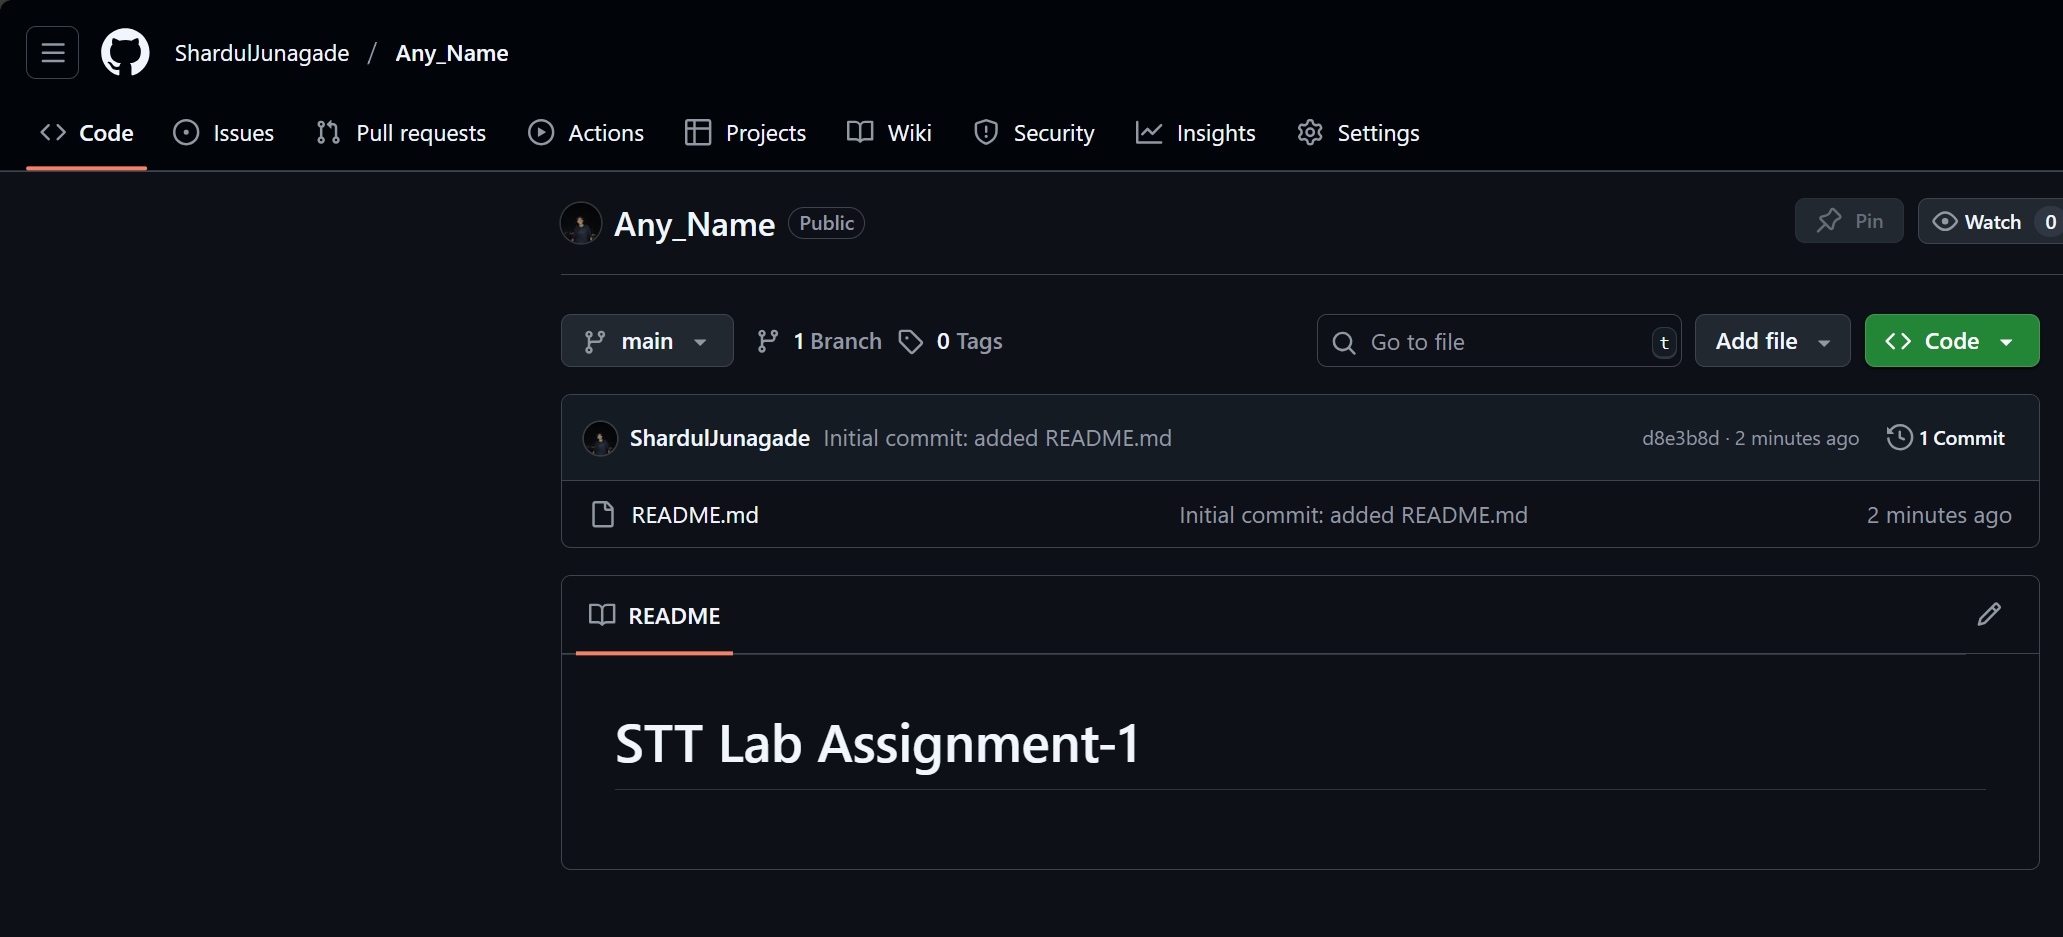 ShardulJunagade / Any_Name
Code Issues Pull requests Actions Projects Wiki Security Insights Settings
Any_Name Public Pin Watch 0
main 1 Branch 0 Tags Go to file t Add file Code
ShardulJunagade Initial commit: added README.md d8e3b8d · 2 minutes ago 1 Commit
README.md Initial commit: added README.md 2 minutes ago
README
STT Lab Assignment-1